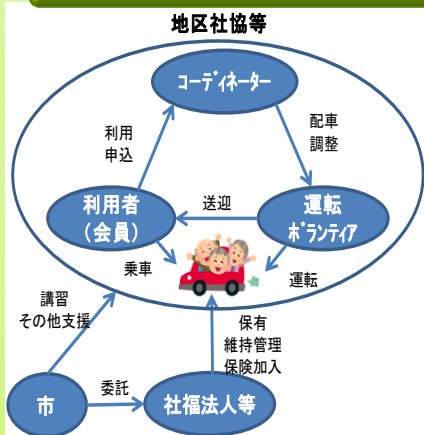 地区社協等
コーディネーター
利用
申込
配車
調整
送迎
利用者
（会員）
運転
ボランティア
乗車
運転
講習
その他支援
保有
維持管理
保険加入
委託
市
社福法人等